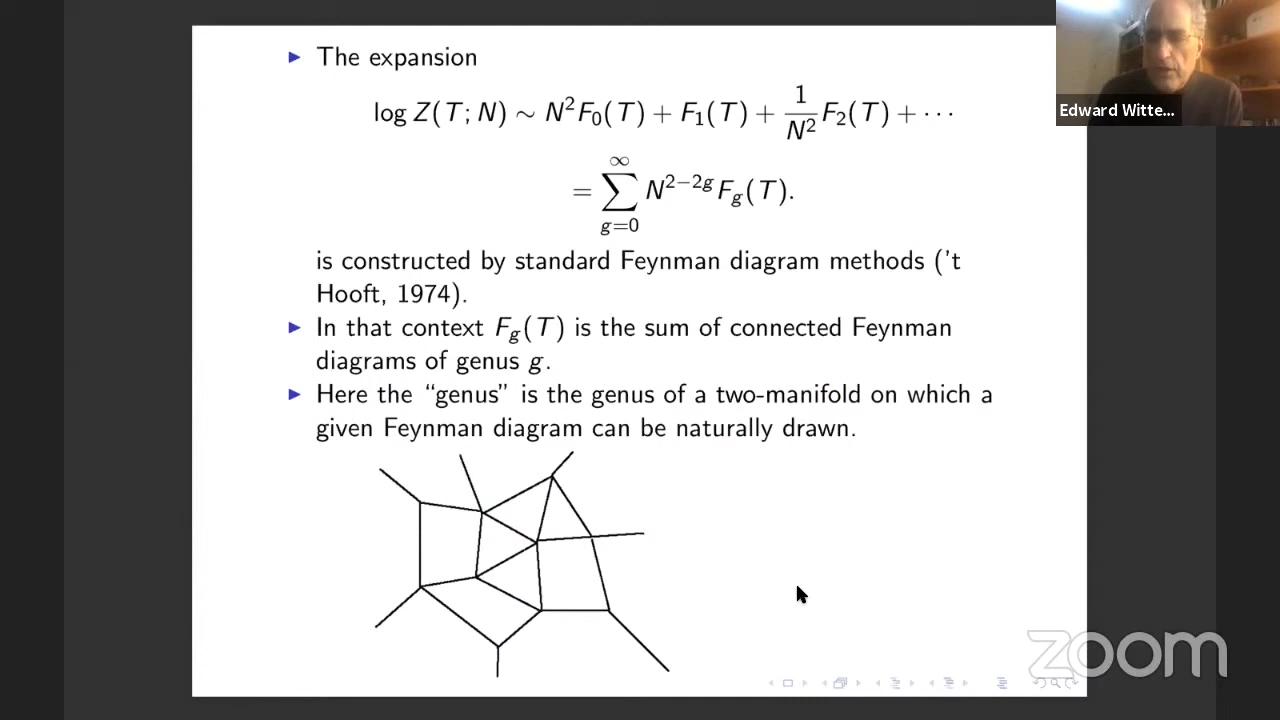 ▶ The expansion
log Z(T; N) ∼ N²F₀(T) + F₁(T) + 1/N² F₂(T) + ···
= ∑_{g=0}^{∞} N^{2−2g} F_g(T).
is constructed by standard Feynman diagram methods ('t
Hooft, 1974).
▶ In that context F_g(T) is the sum of connected Feynman
diagrams of genus g.
▶ Here the “genus” is the genus of a two-manifold on which a
given Feynman diagram can be naturally drawn.
Edward Witte...
zoom